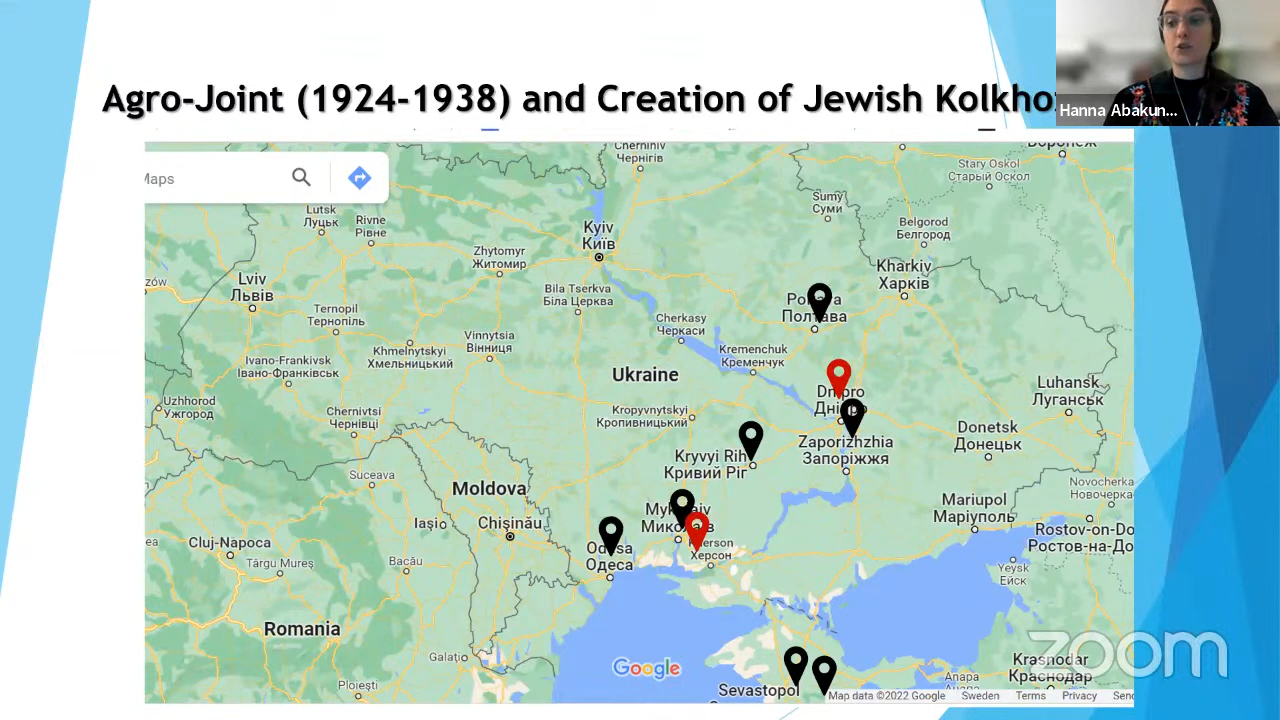 Agro-Joint (1924-1938) and Creation of Jewish Kolkho
Hanna Abakun...
Maps
Cherniniv
Чернігів
Stary Oskol
Старый Оскол
Lutsk
Луцьк
Rivne
Рівне
Sumy
Суми
Belgorod
Белгород
Kyiv
Київ
Zhytomyr
Житомир
Kharkiv
Харків
Lviv
Львів
Bila Tserkva
Біла Церква
Полтава
Ternopil
Тернопіль
Cherkasy
Черкаси
Vinnytsia
Вінниця
Khmelnytskyi
Хмельницький
Kremenchuk
Кременчук
Ivano-Frankivsk
Івано-Франківськ
Ukraine
Dnipro
Luhansk
Луганськ
Uzhhorod
Ужгород
Chernivtsi
Чернівці
Kropyvnytskyi
Кропивницький
Donetsk
Донецьк
Zaporizhzhia
Запоріжжя
Kryvyi Rih
Кривий Ріг
Suceava
Moldova
Novocherka
Новочерка
Mariupol
Маріуполь
Iași
Chișinău
Rostov-on-Do
Ростов-на-До
Cluj-Napoca
Târgu Mureș
Bacău
Одеса
Херсон
Yeysk
Ейск
Romania
Galați
Google
zoom
Krasnodar
Краснодар
Anapa
Ploiești
Sevastopol
Map data ©2022 Google
Sweden
Terms
Privacy
Send